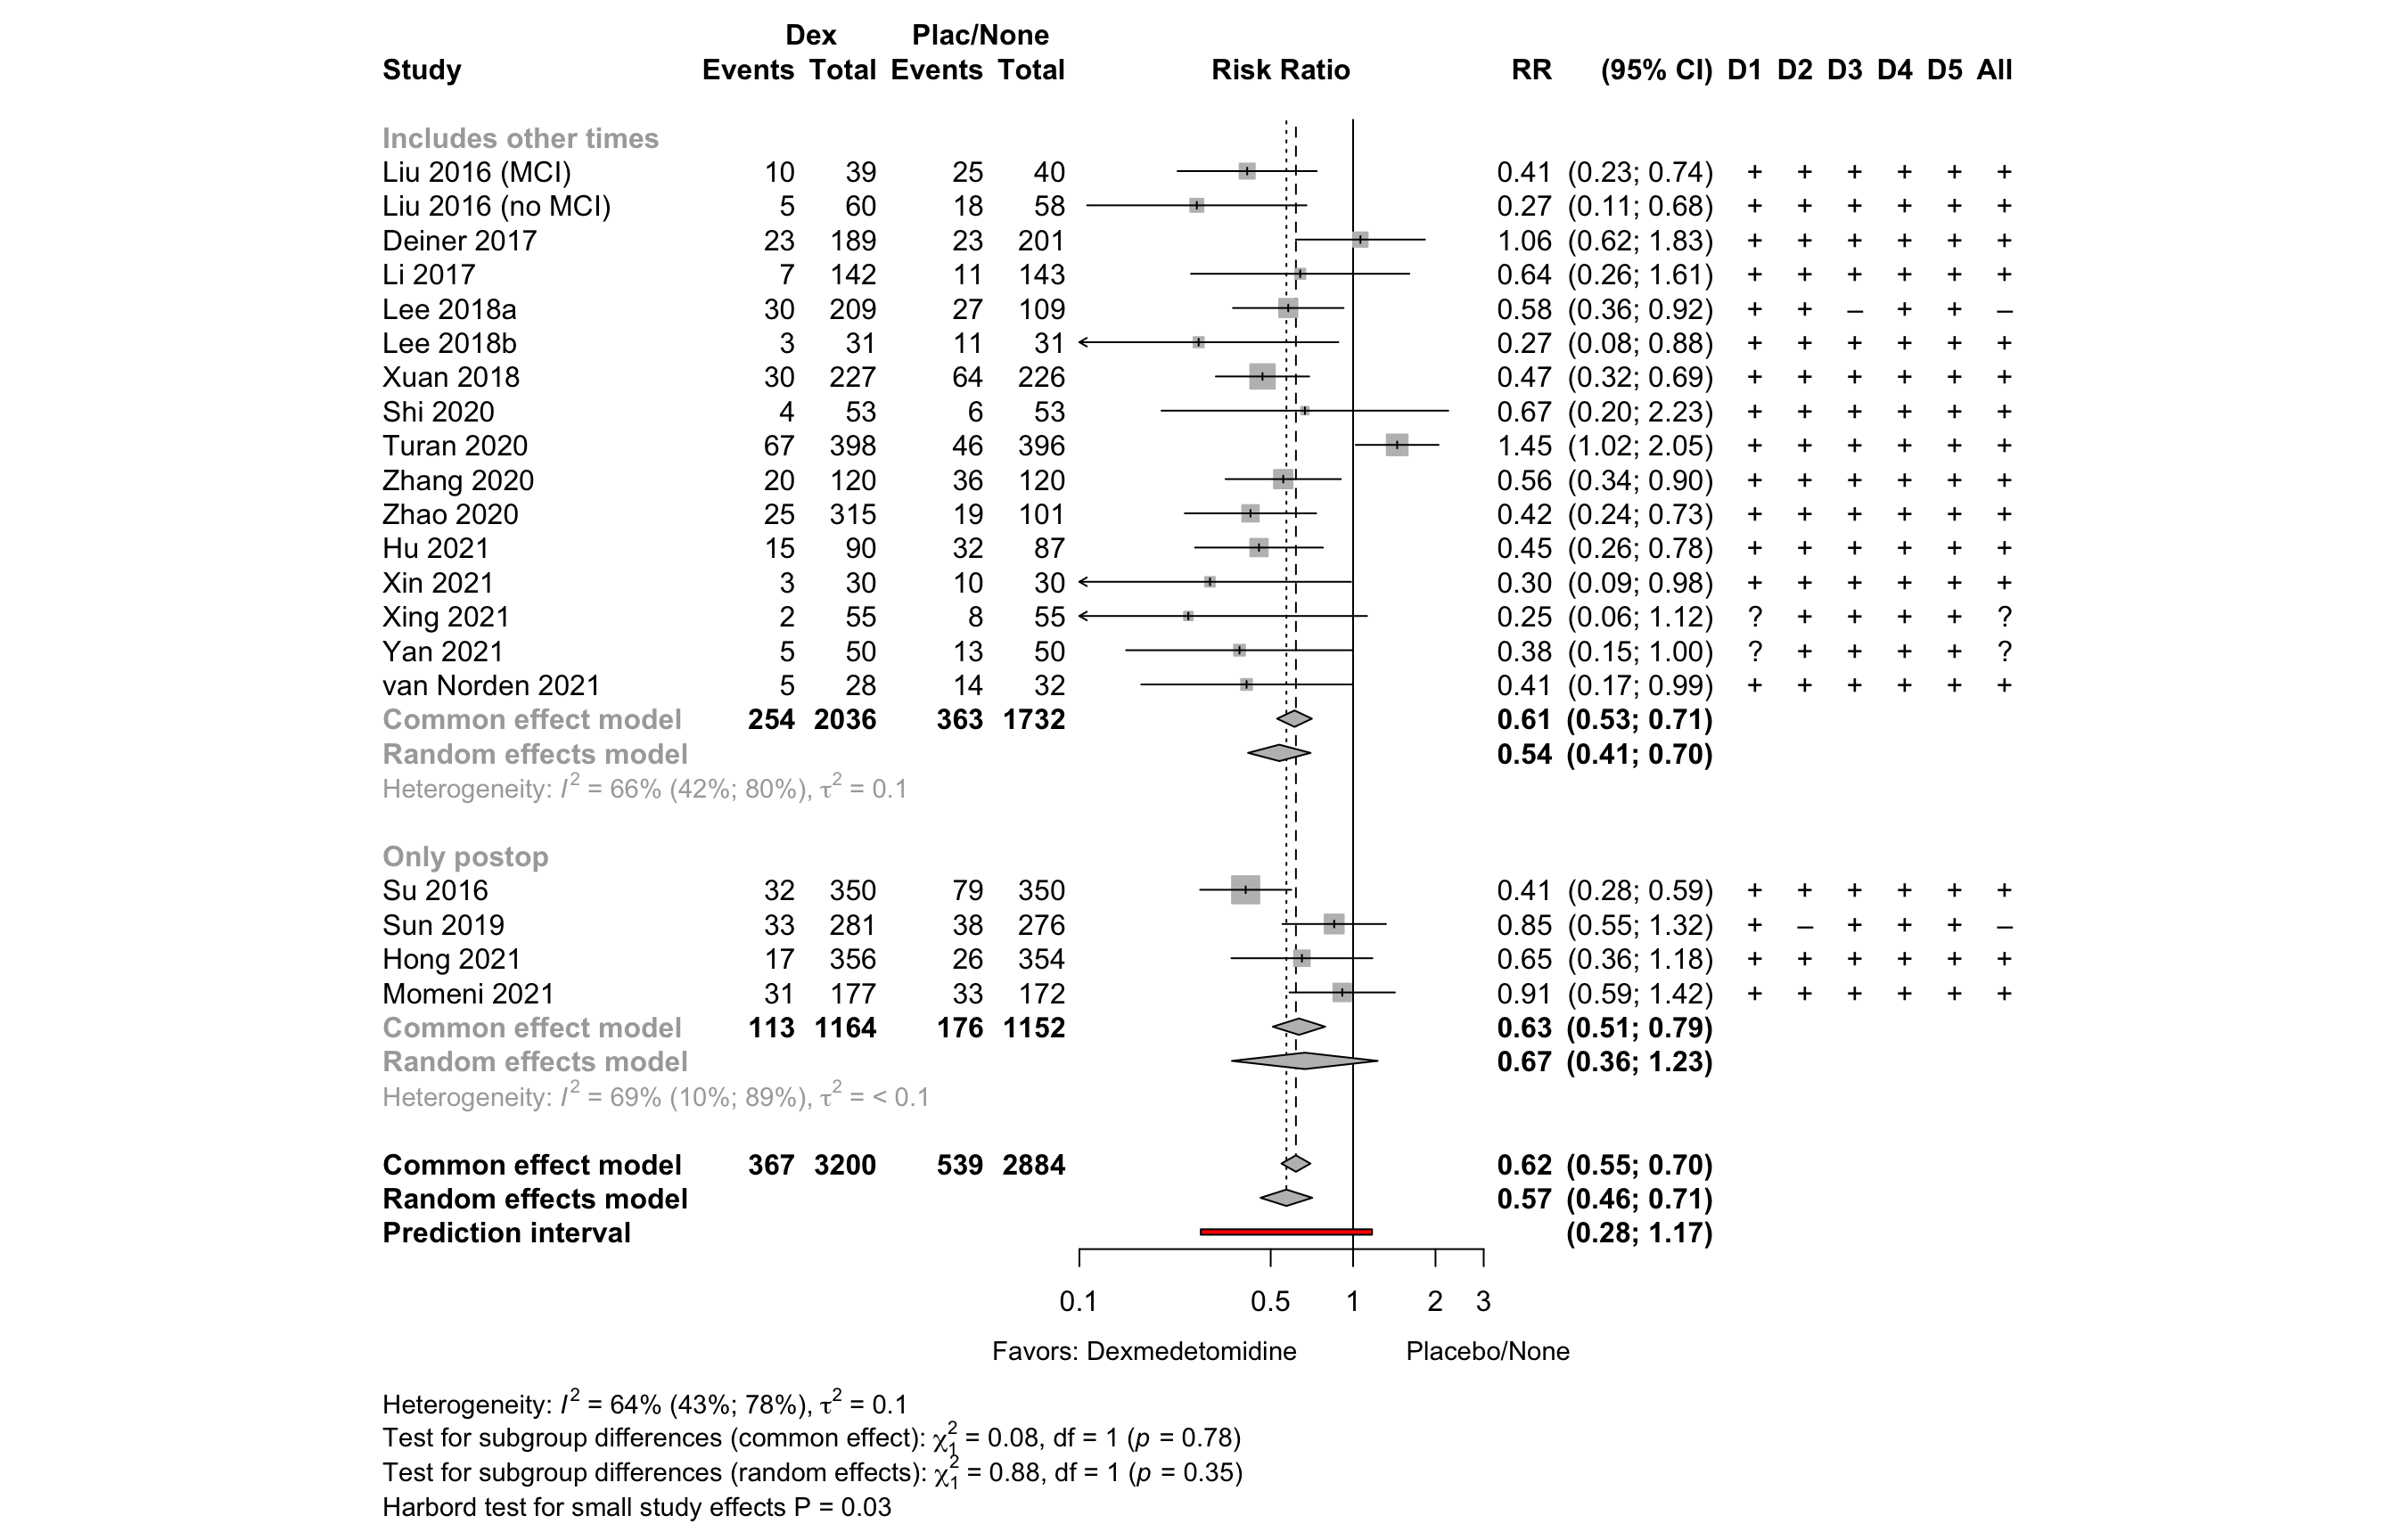 Dex Plac/None
Study Events Total Events Total Risk Ratio RR (95% CI) D1 D2 D3 D4 D5 All
Includes other times
Liu 2016 (MCI) 10 39 25 40 0.41 (0.23; 0.74) + + + + + +
Liu 2016 (no MCI) 5 60 18 58 0.27 (0.11; 0.68) + + + + + +
Deiner 2017 23 189 23 201 1.06 (0.62; 1.83) + + + + + +
Li 2017 7 142 11 143 0.64 (0.26; 1.61) + + + + + +
Lee 2018a 30 209 27 109 0.58 (0.36; 0.92) + + – + + –
Lee 2018b 3 31 11 31 0.27 (0.08; 0.88) + + + + + +
Xuan 2018 30 227 64 226 0.47 (0.32; 0.69) + + + + + +
Shi 2020 4 53 6 53 0.67 (0.20; 2.23) + + + + + +
Turan 2020 67 398 46 396 1.45 (1.02; 2.05) + + + + + +
Zhang 2020 20 120 36 120 0.56 (0.34; 0.90) + + + + + +
Zhao 2020 25 315 19 101 0.42 (0.24; 0.73) + + + + + +
Hu 2021 15 90 32 87 0.45 (0.26; 0.78) + + + + + +
Xin 2021 3 30 10 30 0.30 (0.09; 0.98) + + + + + +
Xing 2021 2 55 8 55 0.25 (0.06; 1.12) ? + + + + ?
Yan 2021 5 50 13 50 0.38 (0.15; 1.00) ? + + + + ?
van Norden 2021 5 28 14 32 0.41 (0.17; 0.99) + + + + + +
Common effect model 254 2036 363 1732 0.61 (0.53; 0.71)
Random effects model 0.54 (0.41; 0.70)
Heterogeneity: I² = 66% (42%; 80%), τ² = 0.1
Only postop
Su 2016 32 350 79 350 0.41 (0.28; 0.59) + + + + + +
Sun 2019 33 281 38 276 0.85 (0.55; 1.32) + – + + + –
Hong 2021 17 356 26 354 0.65 (0.36; 1.18) + + + + + +
Momeni 2021 31 177 33 172 0.91 (0.59; 1.42) + + + + + +
Common effect model 113 1164 176 1152 0.63 (0.51; 0.79)
Random effects model 0.67 (0.36; 1.23)
Heterogeneity: I² = 69% (10%; 89%), τ² = < 0.1
Common effect model 367 3200 539 2884 0.62 (0.55; 0.70)
Random effects model 0.57 (0.46; 0.71)
Prediction interval (0.28; 1.17)
0.1 0.5 1 2 3
Favors: Dexmedetomidine Placebo/None
Heterogeneity: I² = 64% (43%; 78%), τ² = 0.1
Test for subgroup differences (common effect): χ²₁ = 0.08, df = 1 (p = 0.78)
Test for subgroup differences (random effects): χ²₁ = 0.88, df = 1 (p = 0.35)
Harbord test for small study effects P = 0.03